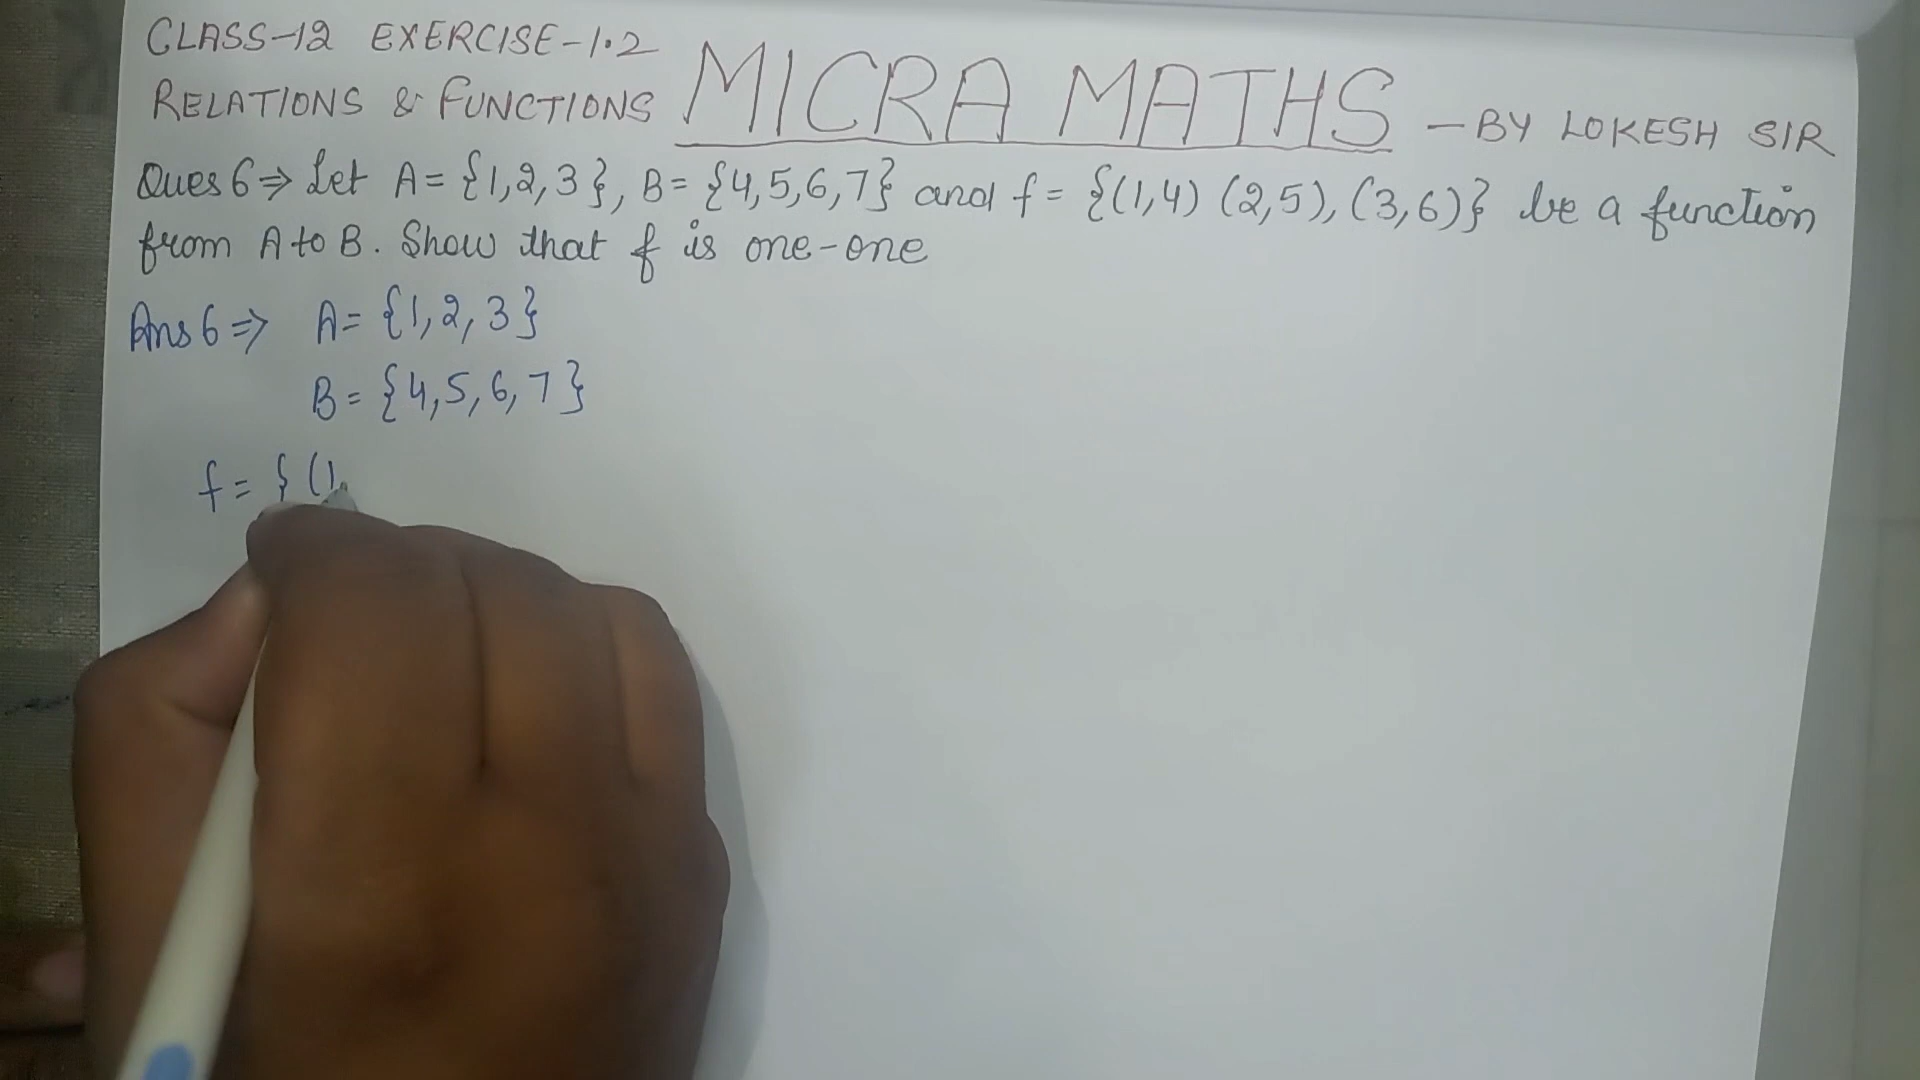 CLASS-12 EXERCISE-1.2
RELATIONS & FUNCTIONS MICRA MATHS - BY LOKESH SIR
Ques 6 ⇒ Let A = {1,2,3}, B = {4,5,6,7} and f = {(1,4) (2,5), (3,6)} be a function
from A to B. Show that f is one-one
Ans 6 ⇒ A = {1,2,3}
B = {4,5,6,7}
f = { (1,